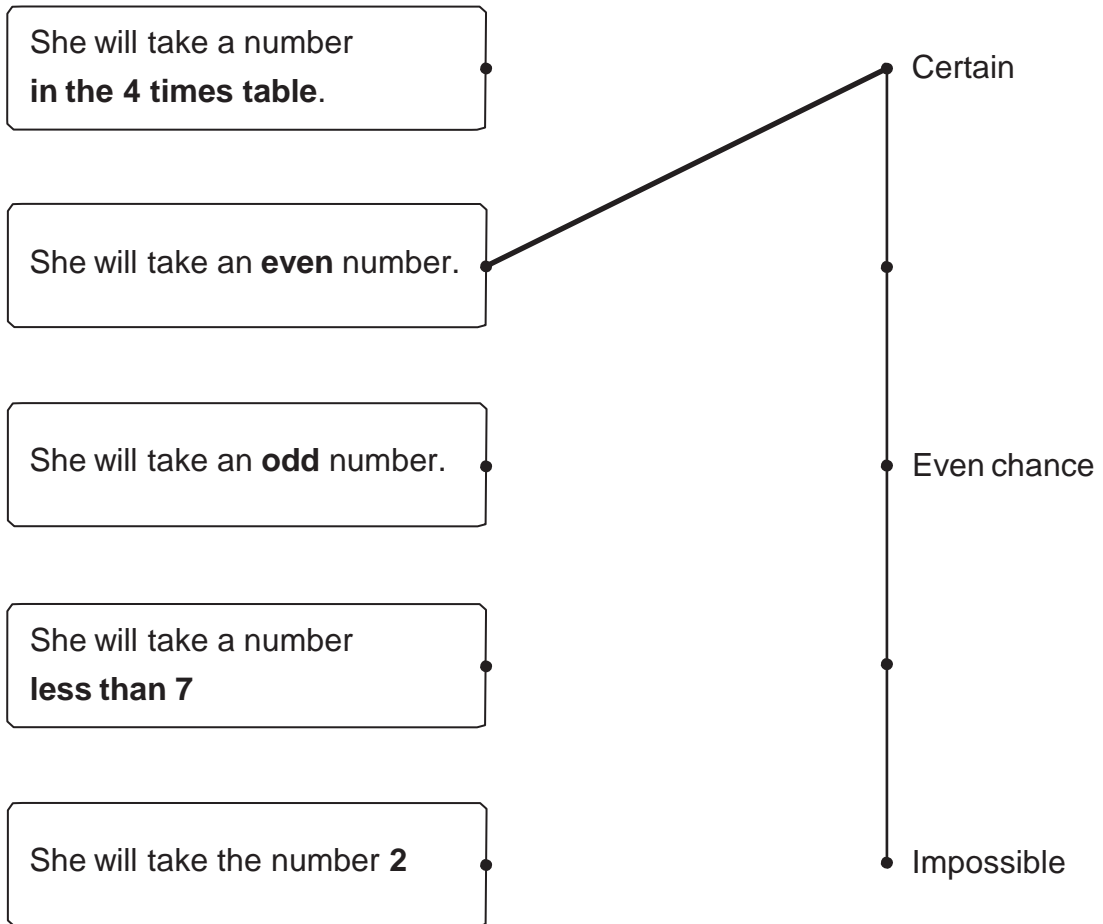 She will take a number
in the 4 times table.
Certain
She will take an even number.
She will take an odd number.
Even chance
She will take a number
less than 7
She will take the number 2
Impossible